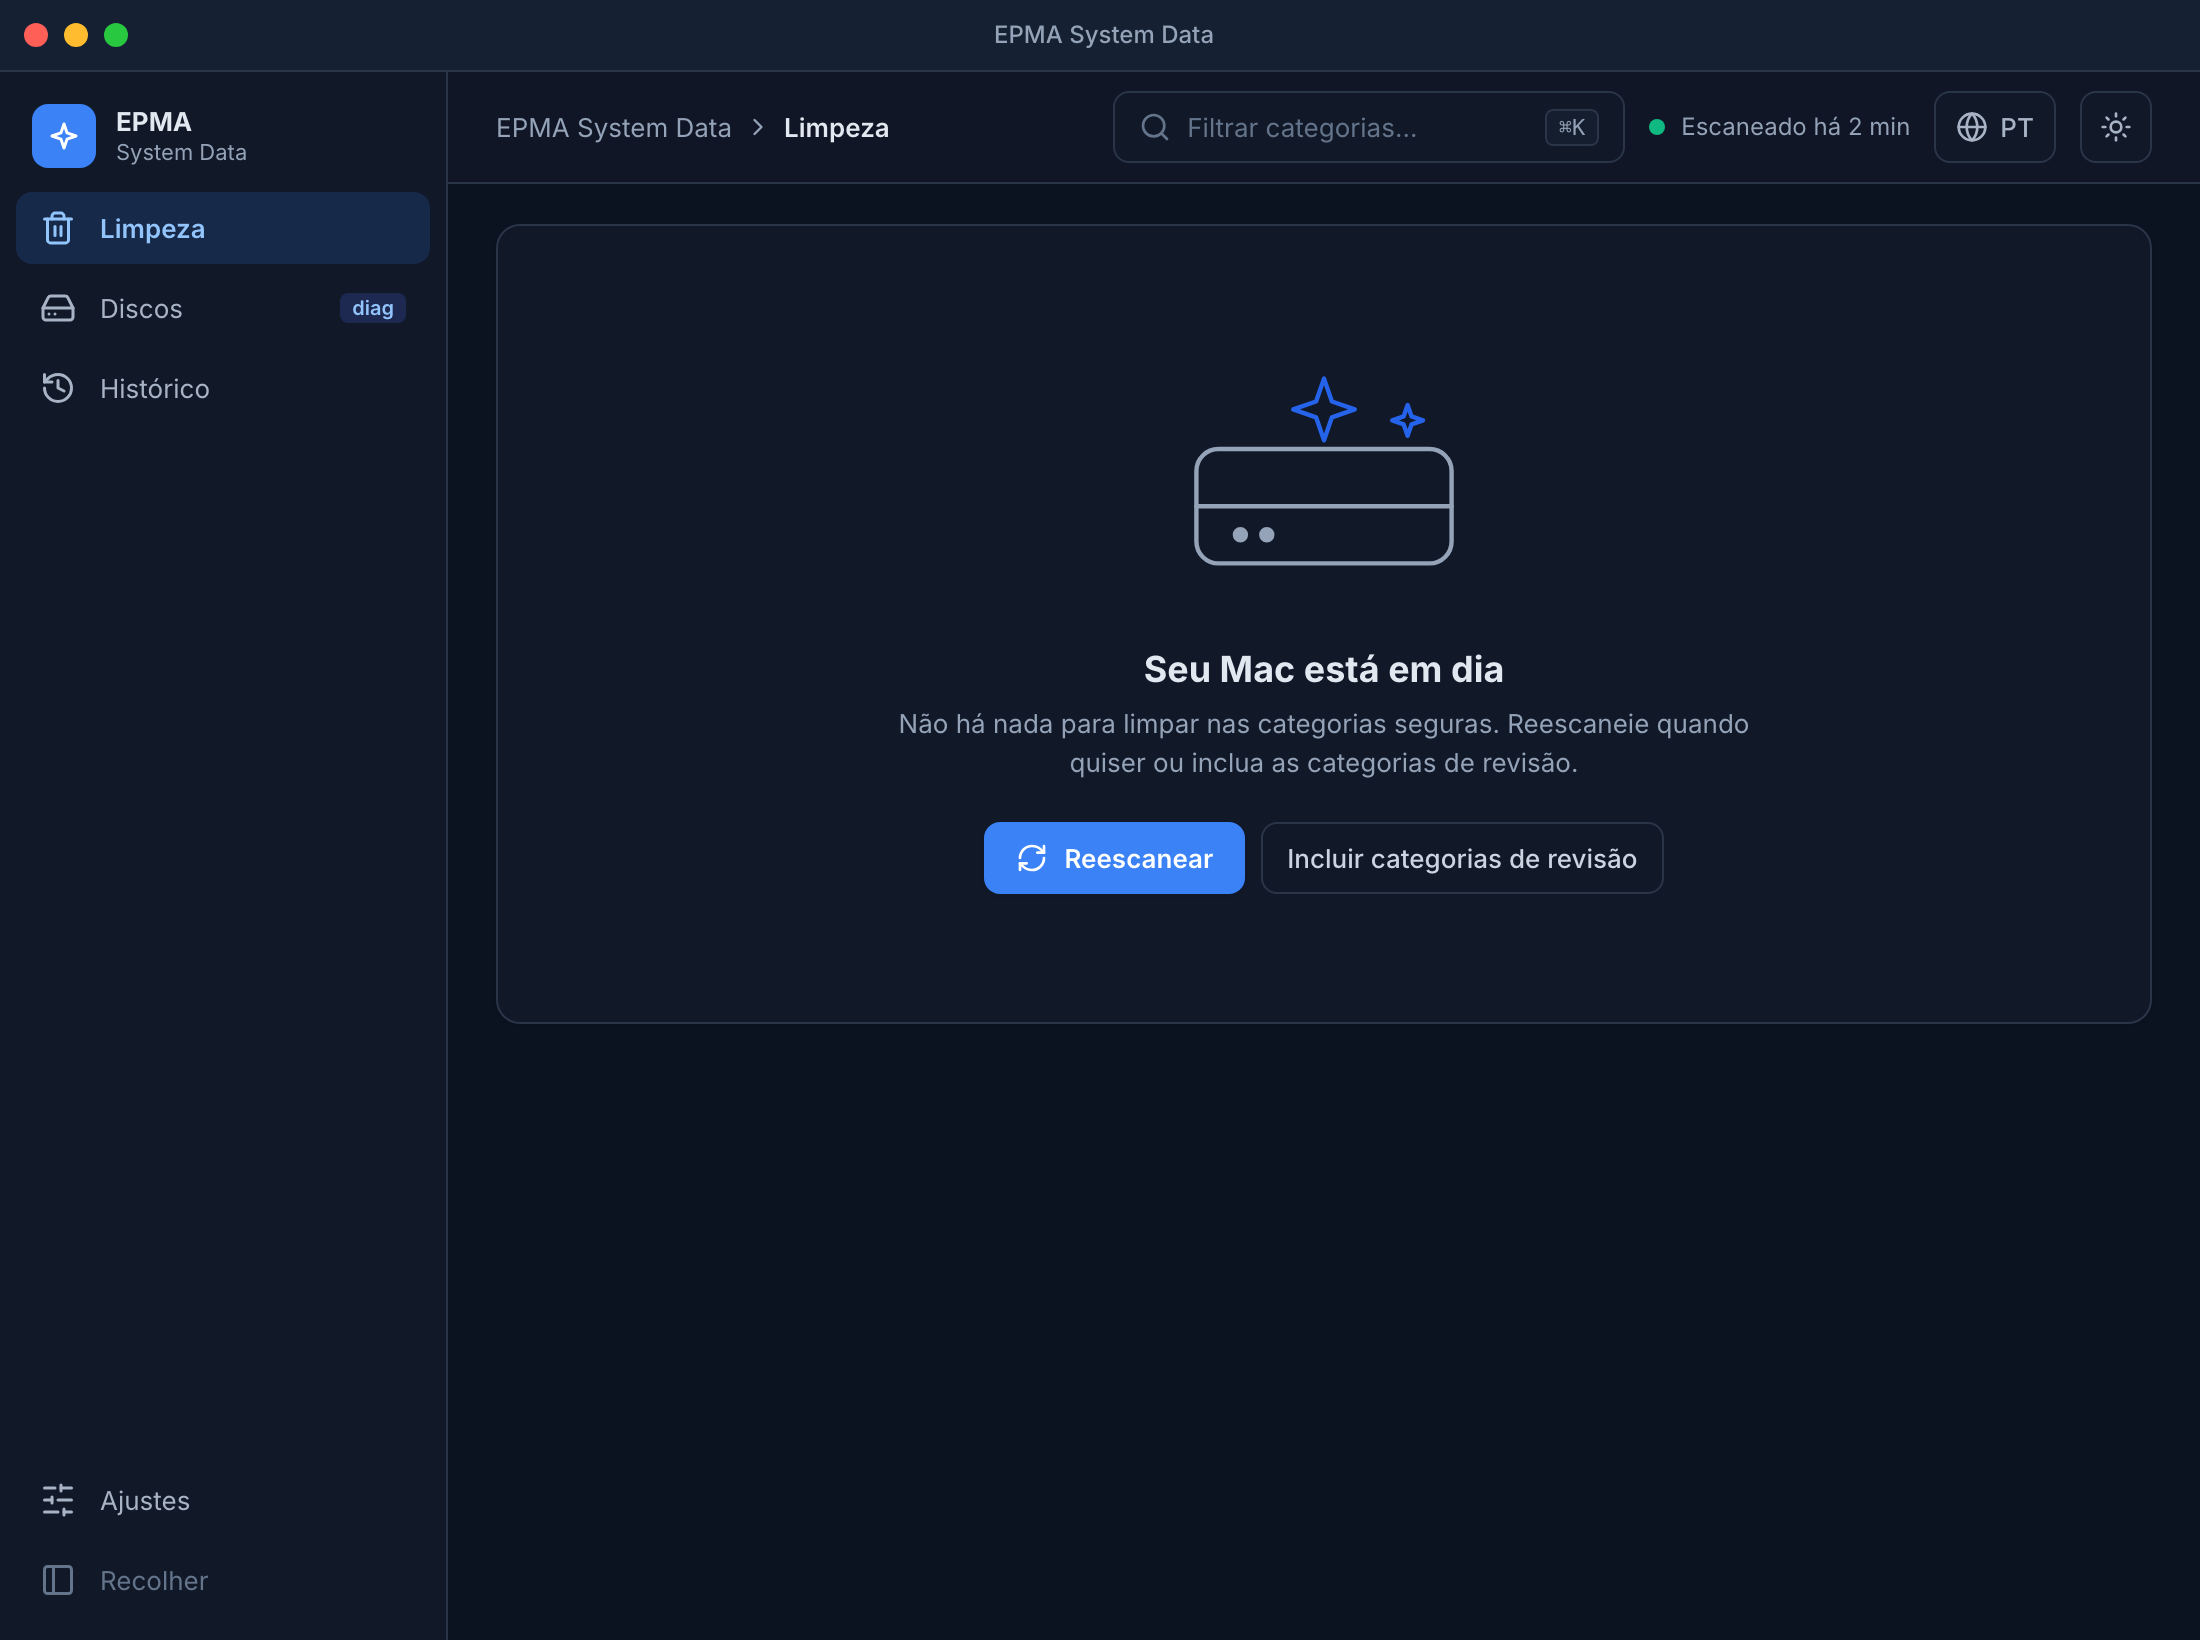 EPMA System Data
EPMA
System Data
Limpeza
Discos
diag
Histórico
Ajustes
Recolher
EPMA System Data > Limpeza
Filtrar categorias...
⌘K
Escaneado há 2 min
PT
Seu Mac está em dia
Não há nada para limpar nas categorias seguras. Reescaneie quando
quiser ou inclua as categorias de revisão.
Reescanear
Incluir categorias de revisão